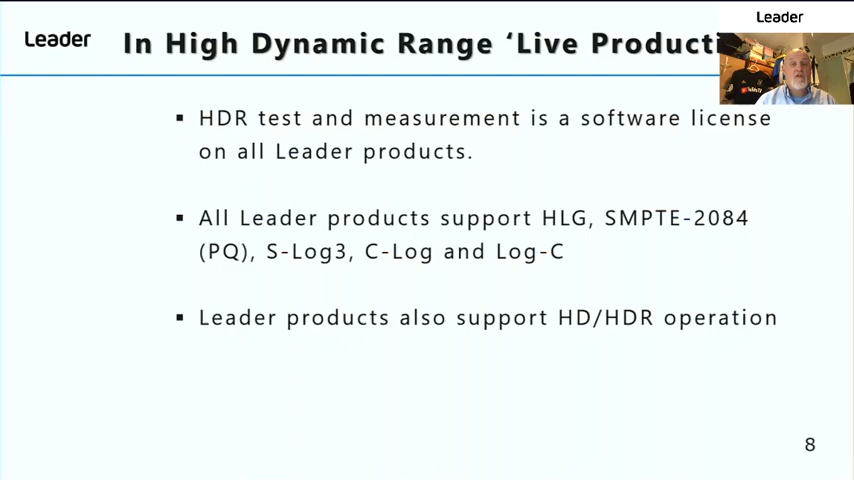 Leader
Leader
In High Dynamic Range ‘Live Producti
▪ HDR test and measurement is a software license
on all Leader products.
▪ All Leader products support HLG, SMPTE-2084
(PQ), S-Log3, C-Log and Log-C
▪ Leader products also support HD/HDR operation
8